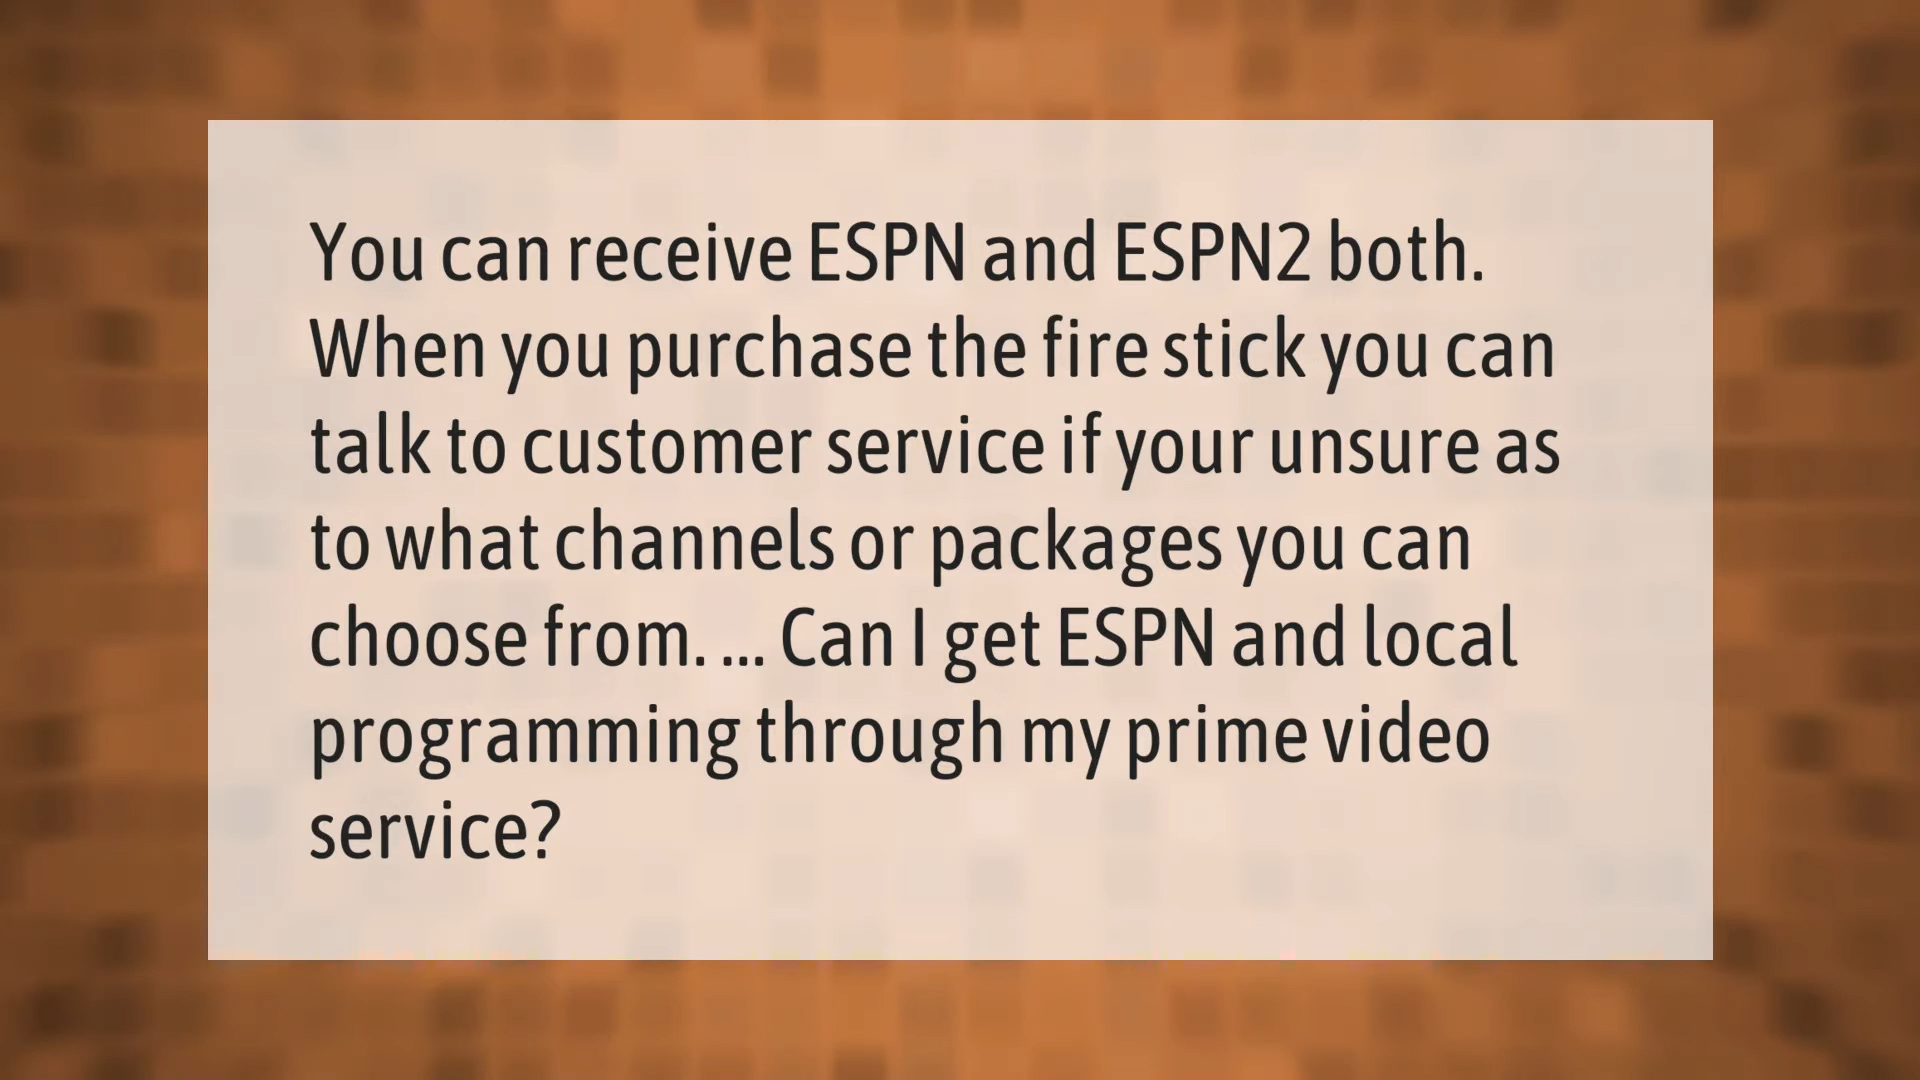 You can receive ESPN and ESPN2 both.
When you purchase the fire stick you can
talk to customer service if your unsure as
to what channels or packages you can
choose from. ... Can I get ESPN and local
programming through my prime video
service?